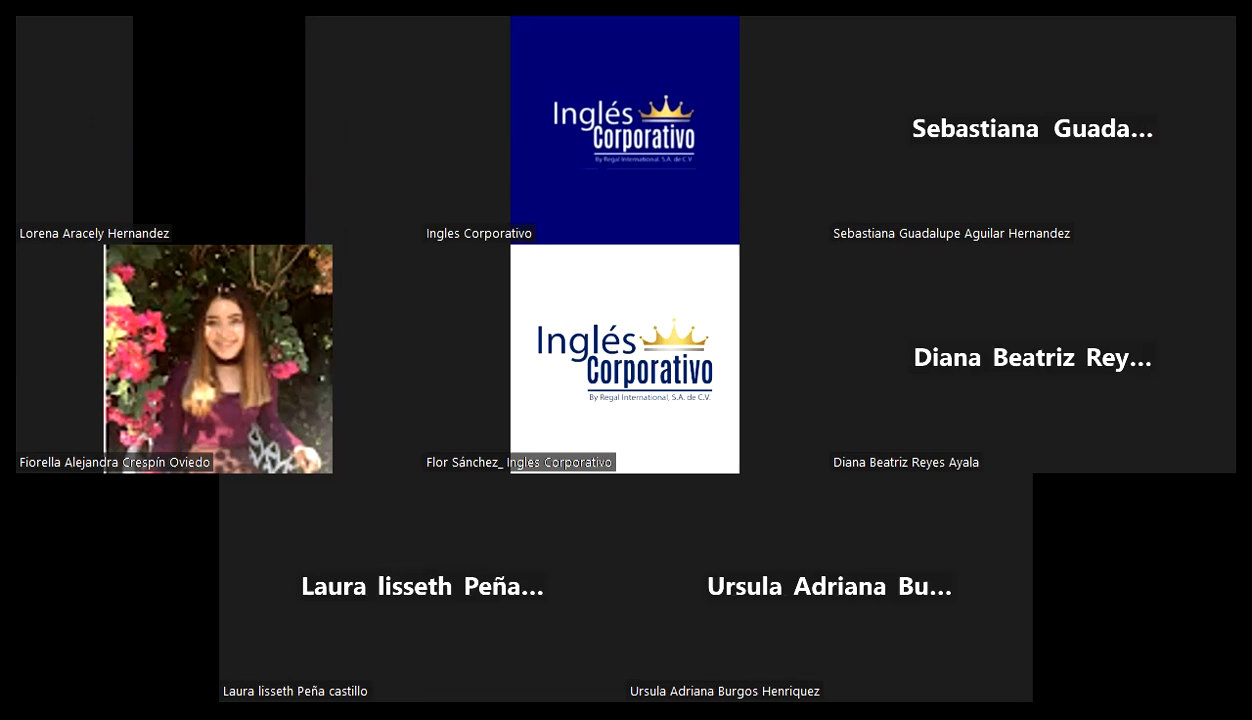 Inglés
Corporativo
By Regal International, S.A. de C.V
Sebastiana Guada...
Lorena Aracely Hernandez
Ingles Corporativo
Sebastiana Guadalupe Aguilar Hernandez
Inglés
Corporativo
By Regal International, S.A. de C.V.
Diana Beatriz Rey...
Fiorella Alejandra Crespín Oviedo
Flor Sánchez_ Ingles Corporativo
Diana Beatriz Reyes Ayala
Laura lisseth Peña...
Ursula Adriana Bu...
Laura lisseth Peña castillo
Ursula Adriana Burgos Henriquez